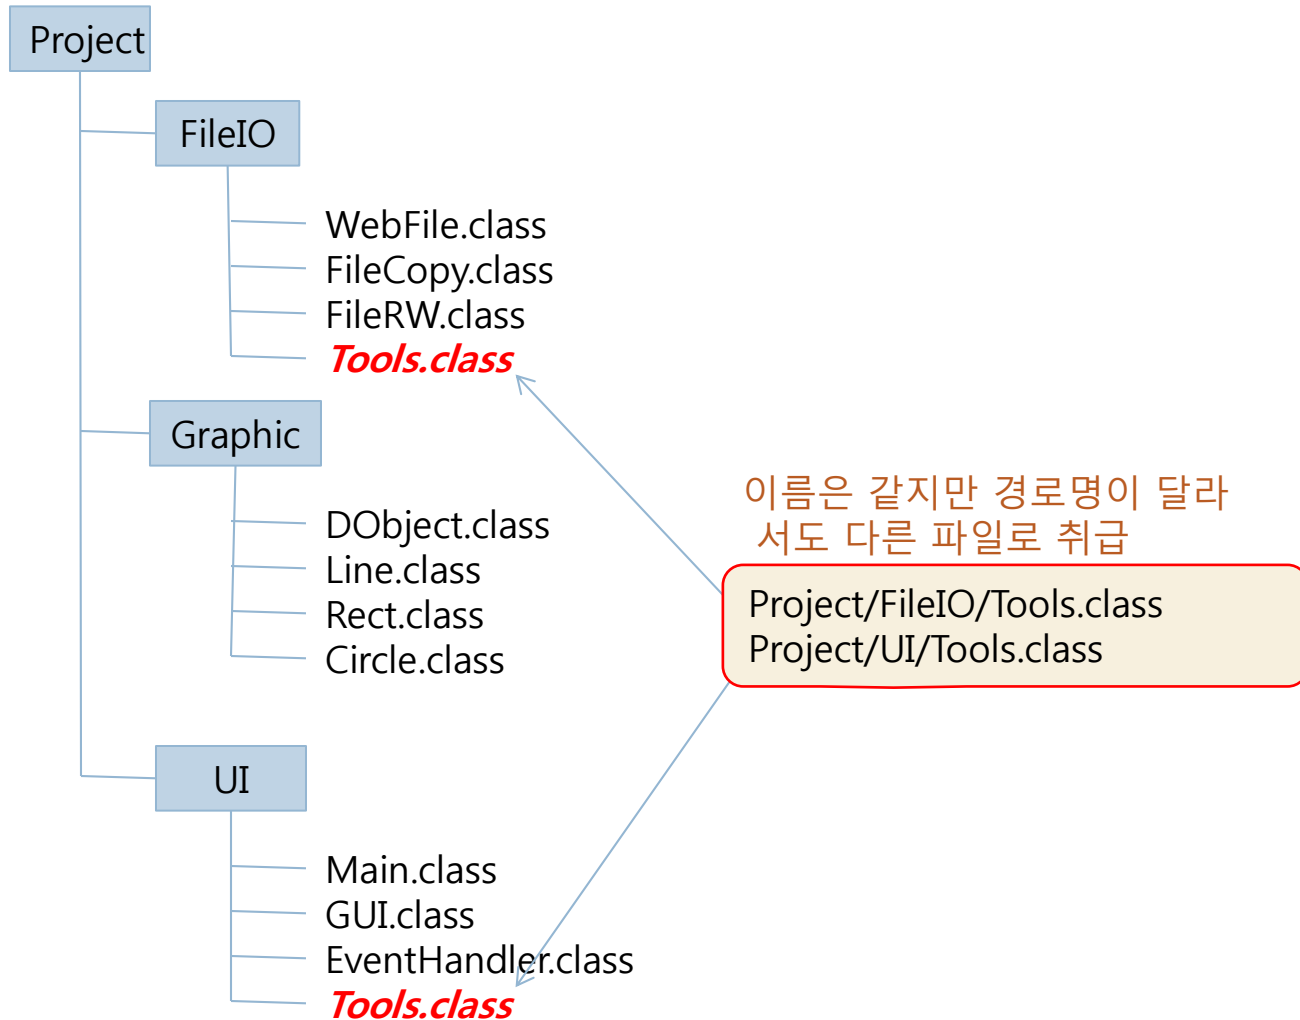 Project
FileIO
WebFile.class
FileCopy.class
FileRW.class
Tools.class
Graphic
DObject.class
Line.class
Rect.class
Circle.class
이름은 같지만 경로명이 달라
서도 다른 파일로 취급
Project/FileIO/Tools.class
Project/UI/Tools.class
UI
Main.class
GUI.class
EventHandler.class
Tools.class